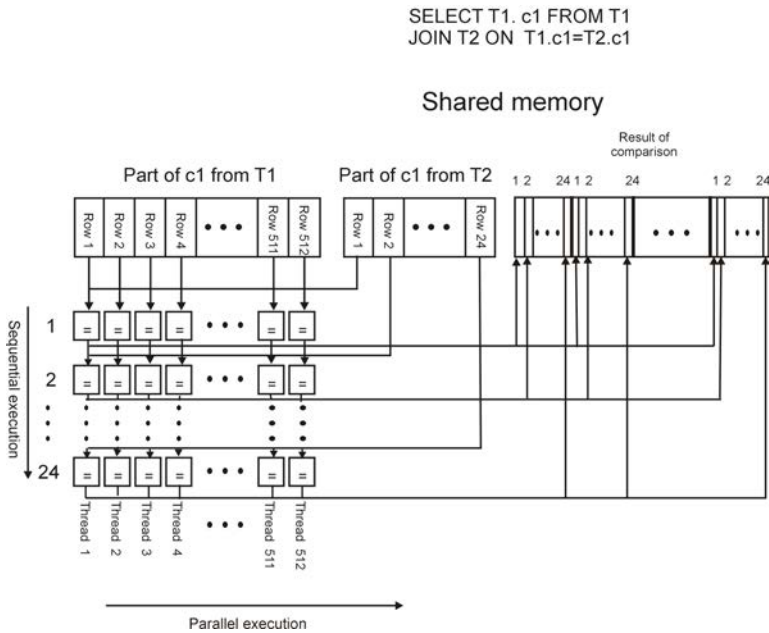 SELECT T1. c1 FROM T1
JOIN T2 ON T1.c1=T2.c1
Shared memory
Result of
comparison
Part of c1 from T1
Part of c1 from T2
1 2 24 1 2 24 1 2 24
Row 1 Row 2 Row 3 Row 4 Row 511 Row 512
Row 1 Row 2 Row 24
Sequential execution
1 = = = = = =
2 = = = = = =
24 = = = = = =
Thread 1 Thread 2 Thread 3 Thread 4 Thread 511 Thread 512
Parallel execution